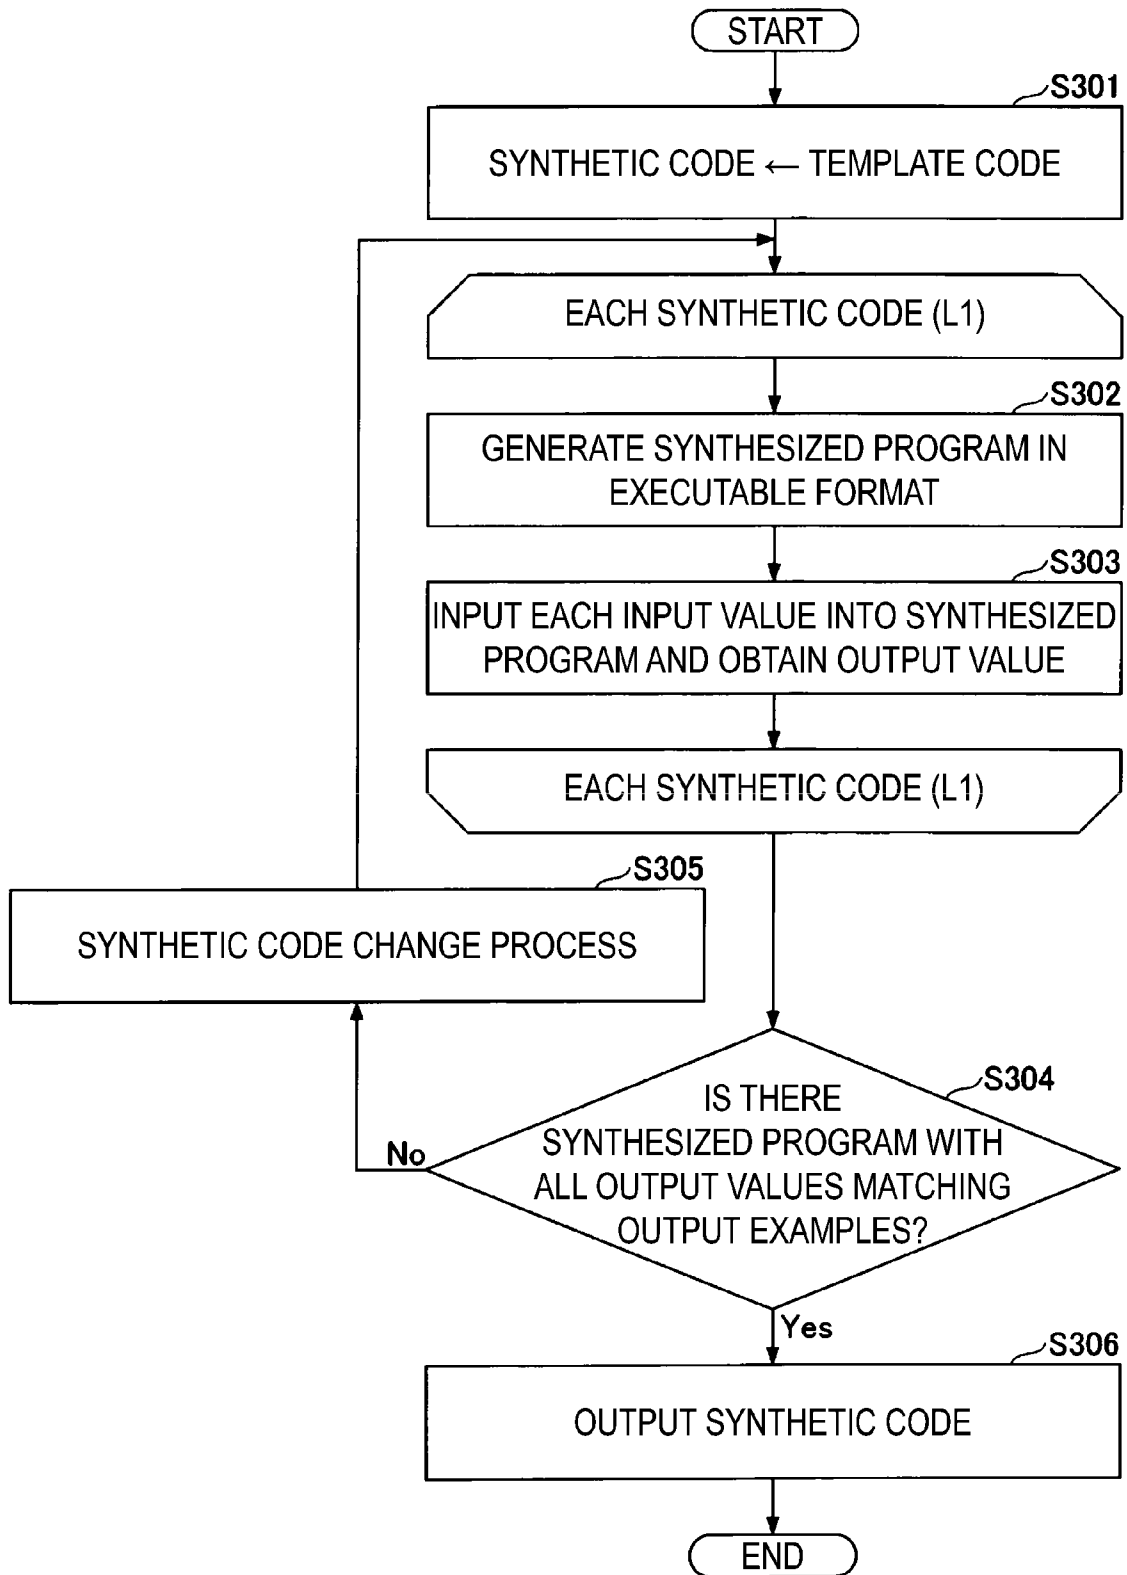 START
S301
SYNTHETIC CODE ← TEMPLATE CODE
EACH SYNTHETIC CODE (L1)
S302
GENERATE SYNTHESIZED PROGRAM IN
EXECUTABLE FORMAT
S303
INPUT EACH INPUT VALUE INTO SYNTHESIZED
PROGRAM AND OBTAIN OUTPUT VALUE
EACH SYNTHETIC CODE (L1)
S305
SYNTHETIC CODE CHANGE PROCESS
S304
IS THERE
SYNTHESIZED PROGRAM WITH
ALL OUTPUT VALUES MATCHING
OUTPUT EXAMPLES?
No
Yes
S306
OUTPUT SYNTHETIC CODE
END